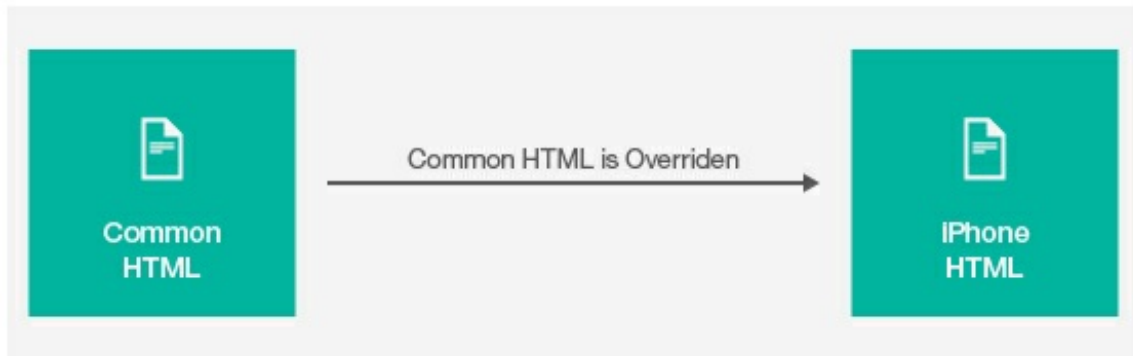 Common HTML is Overriden
Common
HTML
iPhone
HTML